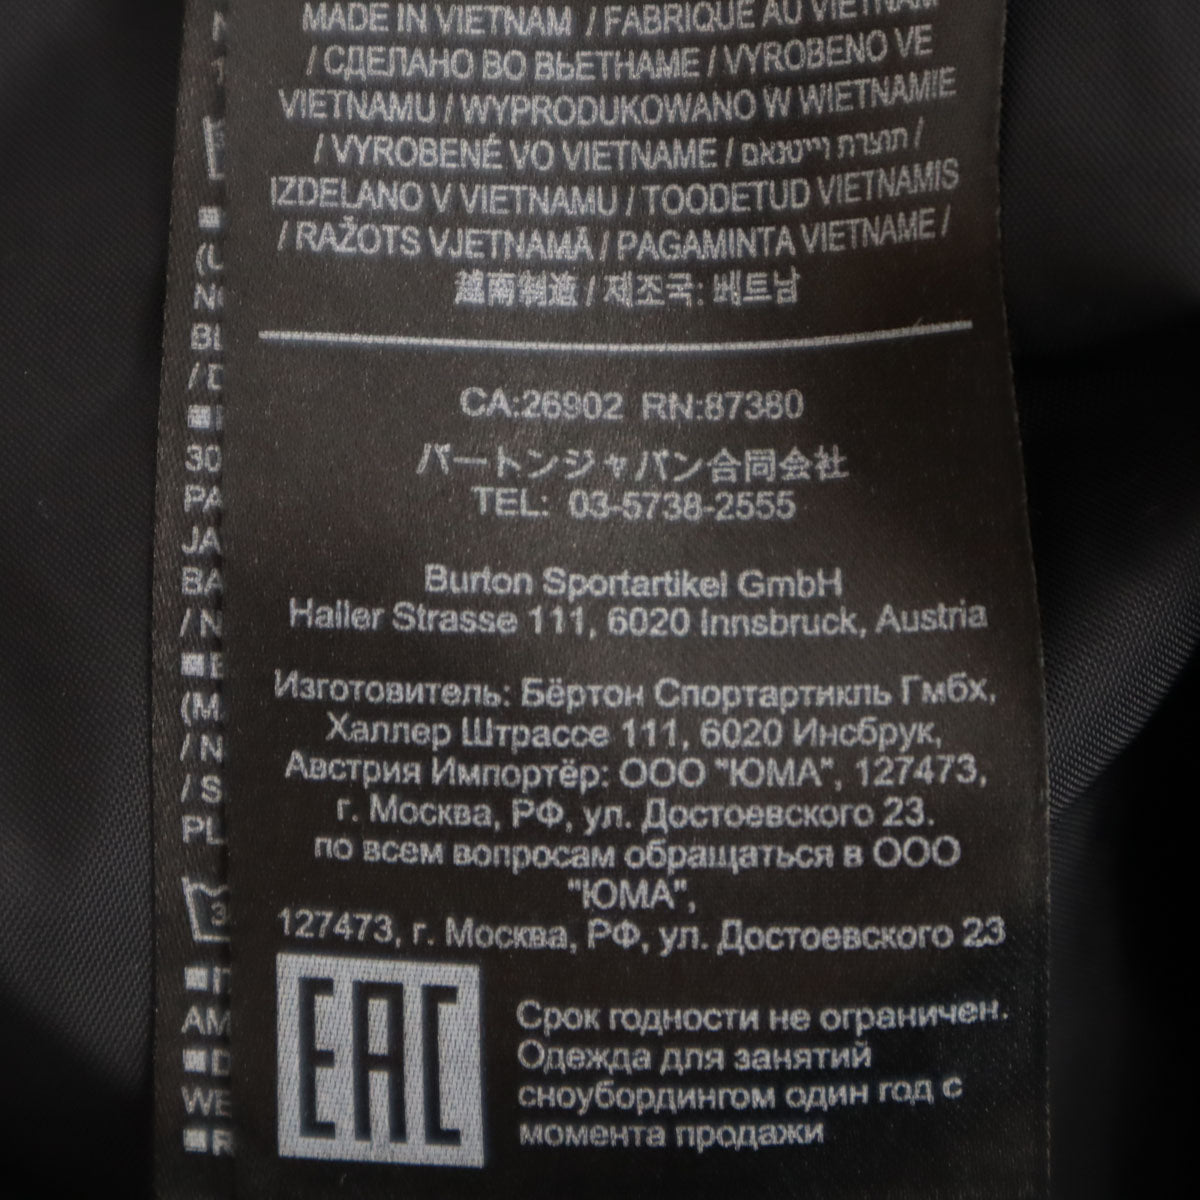 MADE IN VIETNAM / FABRIQUÉ AU VIETNAM
/ СДЕЛАНО ВО ВЬЕТНАМЕ / VYROBENO VE
VIETNAMU / WYPRODUKOWANO W WIETNAMIE
/ VYROBENÉ VO VIETNAME / תוצרת וייטנאם /
IZDELANO V VIETNAMU / TOODETUD VIETNAMIS
/ RAŽOTS VJETNAMĀ / PAGAMINTA VIETNAME /
越南制造 / 제조국: 베트남
CA:26902 RN:87380
バートンジャパン合同会社
TEL: 03-5738-2555
Burton Sportartikel GmbH
Haller Strasse 111, 6020 Innsbruck, Austria
Изготовитель: Бёртон Спортартикль Гмбх,
Халлер Штрассе 111, 6020 Инсбрук,
Австрия Импортёр: ООО "ЮМА", 127473,
г. Москва, РФ, ул. Достоевского 23.
по всем вопросам обращаться в ООО
"ЮМА",
127473, г. Москва, РФ, ул. Достоевского 23
EAC
Срок годности не ограничен.
Одежда для занятий
сноубордингом один год с
момента продажи